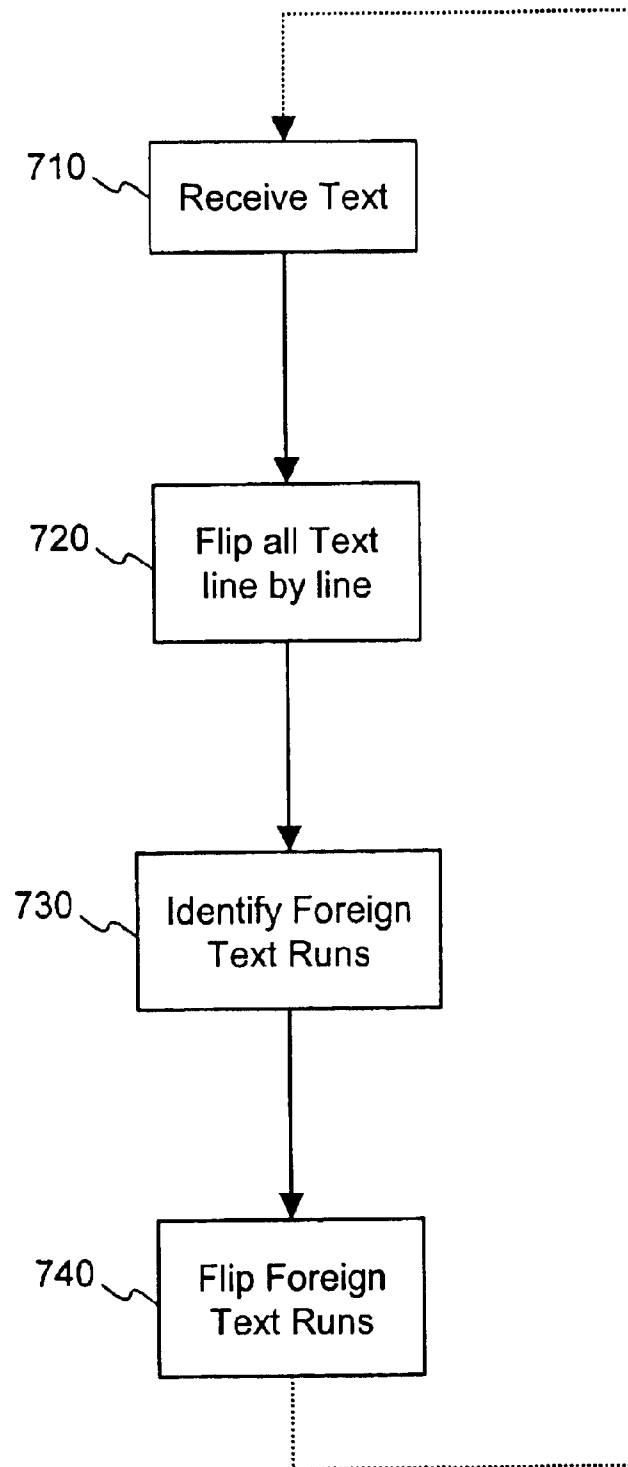 710
Receive Text
720
Flip all Text
line by line
730
Identify Foreign
Text Runs
740
Flip Foreign
Text Runs